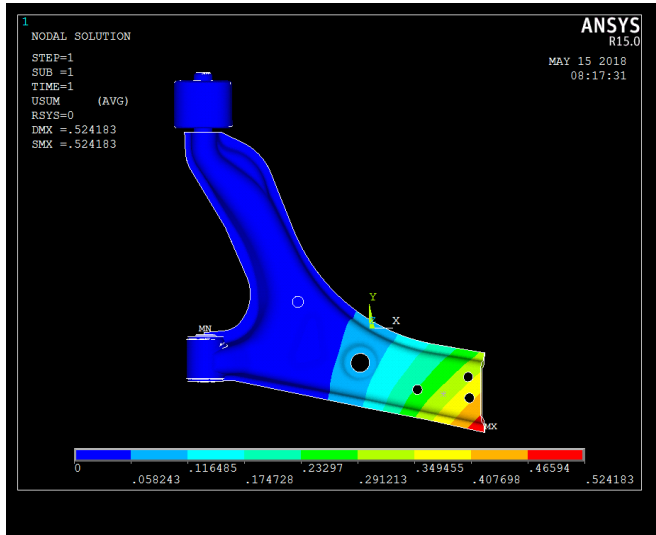 1
NODAL SOLUTION
STEP=1
SUB =1
TIME=1
USUM (AVG)
RSYS=0
DMX =.524183
SMX =.524183
ANSYS
R15.0
MAY 15 2018
08:17:31
Y
X
MN
MX
0 .116485 .23297 .349455 .46594
.058243 .174728 .291213 .407698 .524183